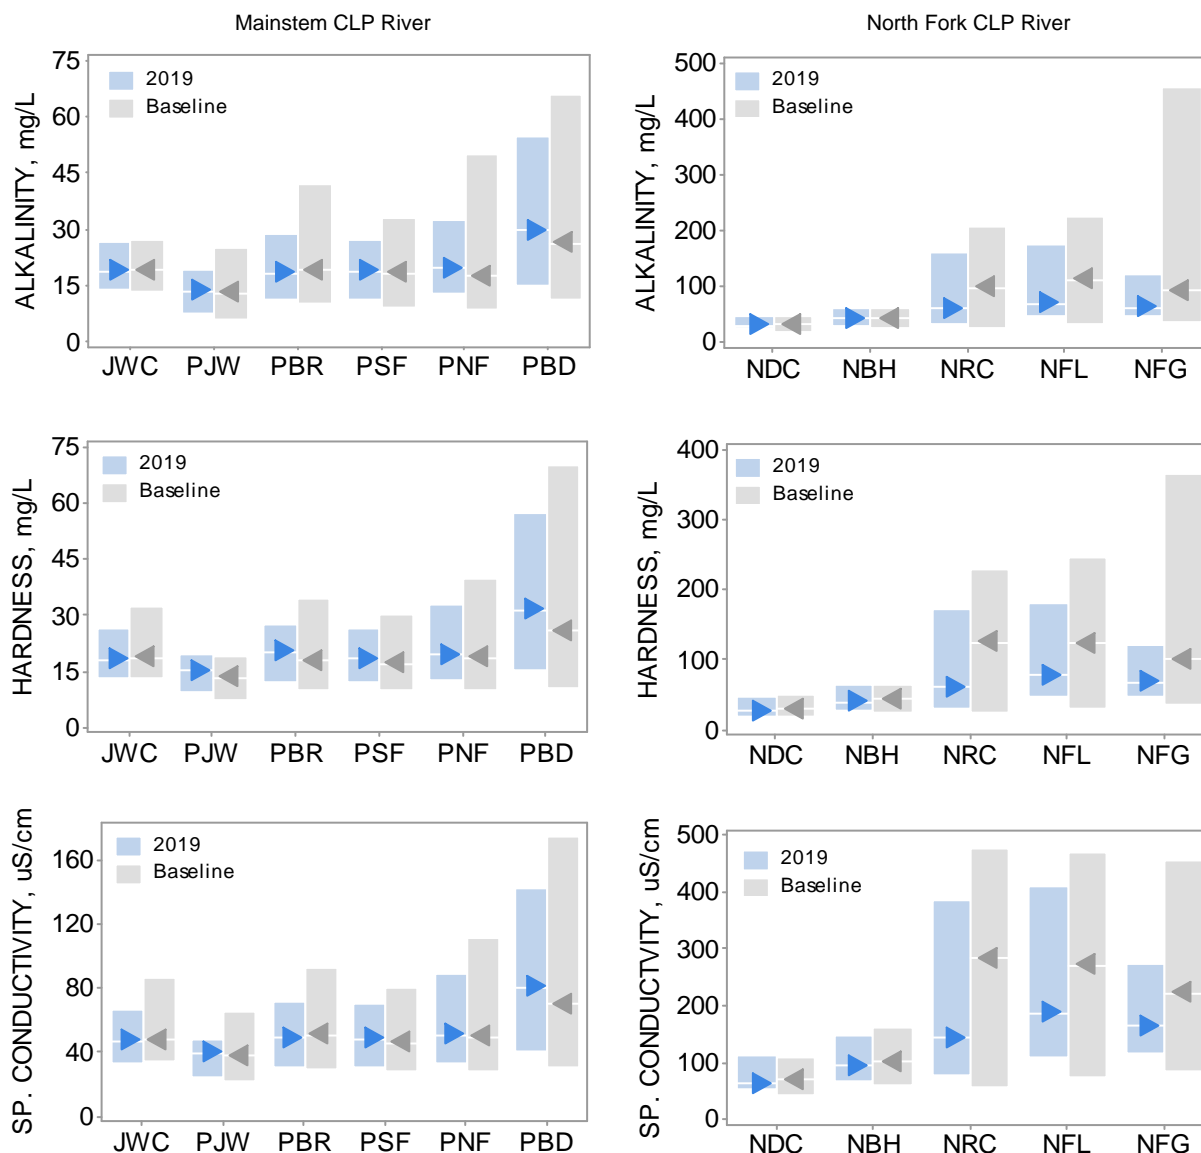 Mainstem CLP River
North Fork CLP River
ALKALINITY, mg/L
75
60
45
30
15
0
2019
Baseline
JWC PJW PBR PSF PNF PBD
ALKALINITY, mg/L
500
400
300
200
100
0
2019
Baseline
NDC NBH NRC NFL NFG
HARDNESS, mg/L
75
60
45
30
15
0
2019
Baseline
JWC PJW PBR PSF PNF PBD
HARDNESS, mg/L
400
300
200
100
0
2019
Baseline
NDC NBH NRC NFL NFG
SP. CONDUCTIVITY, uS/cm
160
120
80
40
0
2019
Baseline
JWC PJW PBR PSF PNF PBD
SP. CONDUCTVITY, uS/cm
500
400
300
200
100
0
2019
Baseline
NDC NBH NRC NFL NFG